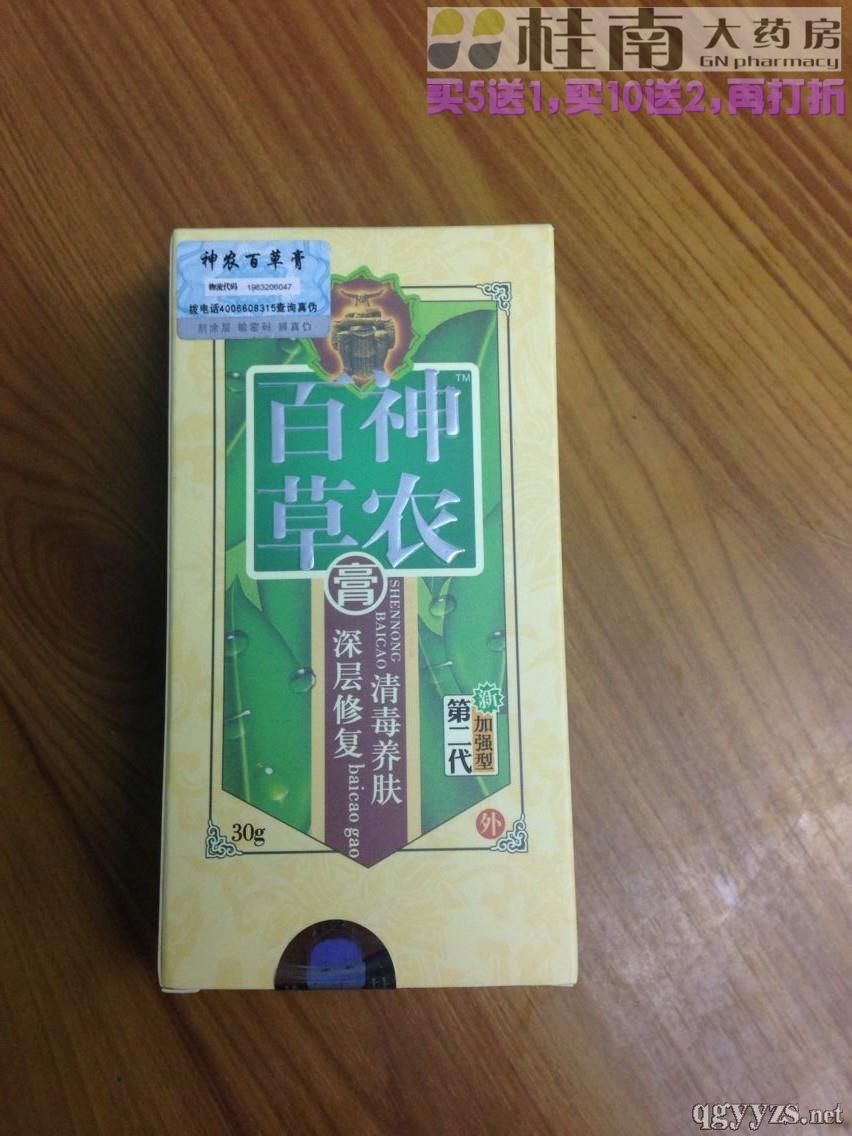 桂南大药房
GN pharmacy
买5送1,买10送2,再打折
神农百草膏
物流代码 1963206047
拨电话4006608315查询真伪
刮涂层 输密码 辨真伪
神农
百草
TM
膏
SHENNONG
BAICAO
清毒养肤
深层修复
baicao gao
新
加强型
第二代
30g
外
qgyyzs.net